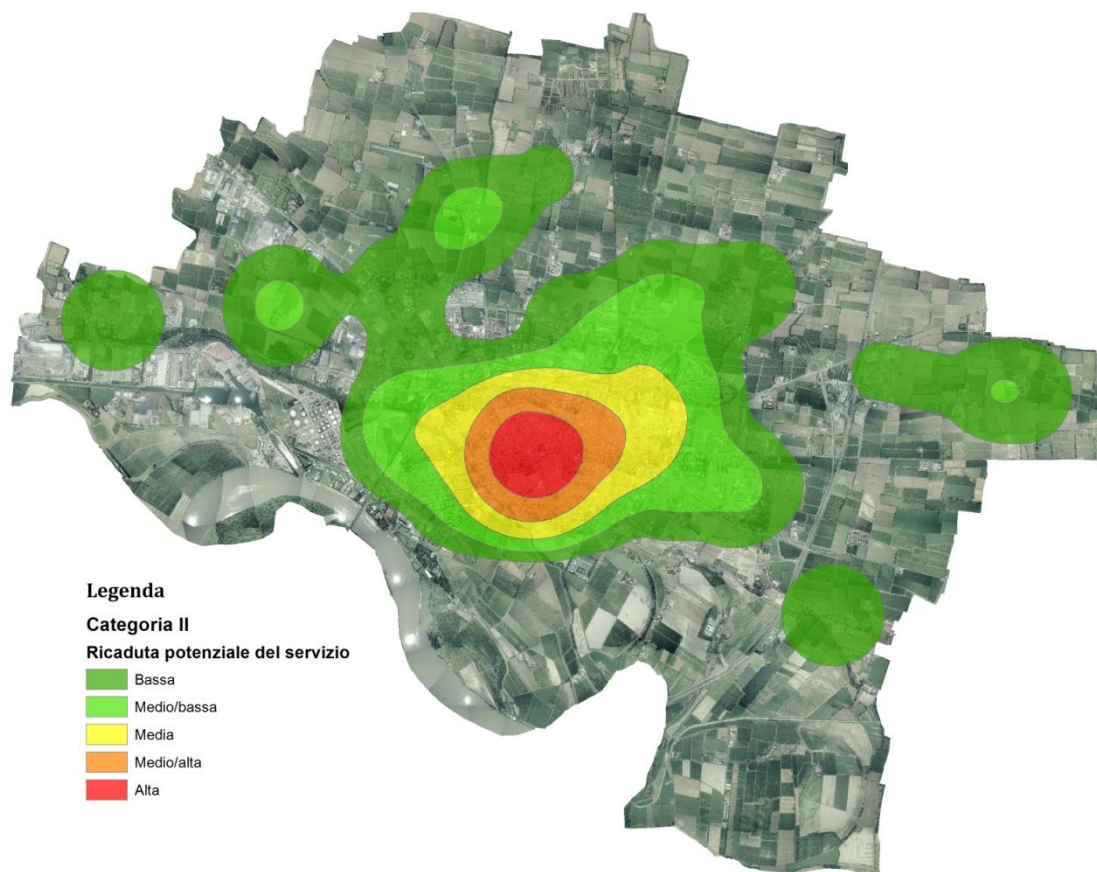 Legenda
Categoria II
Ricaduta potenziale del servizio
Bassa
Medio/bassa
Media
Medio/alta
Alta